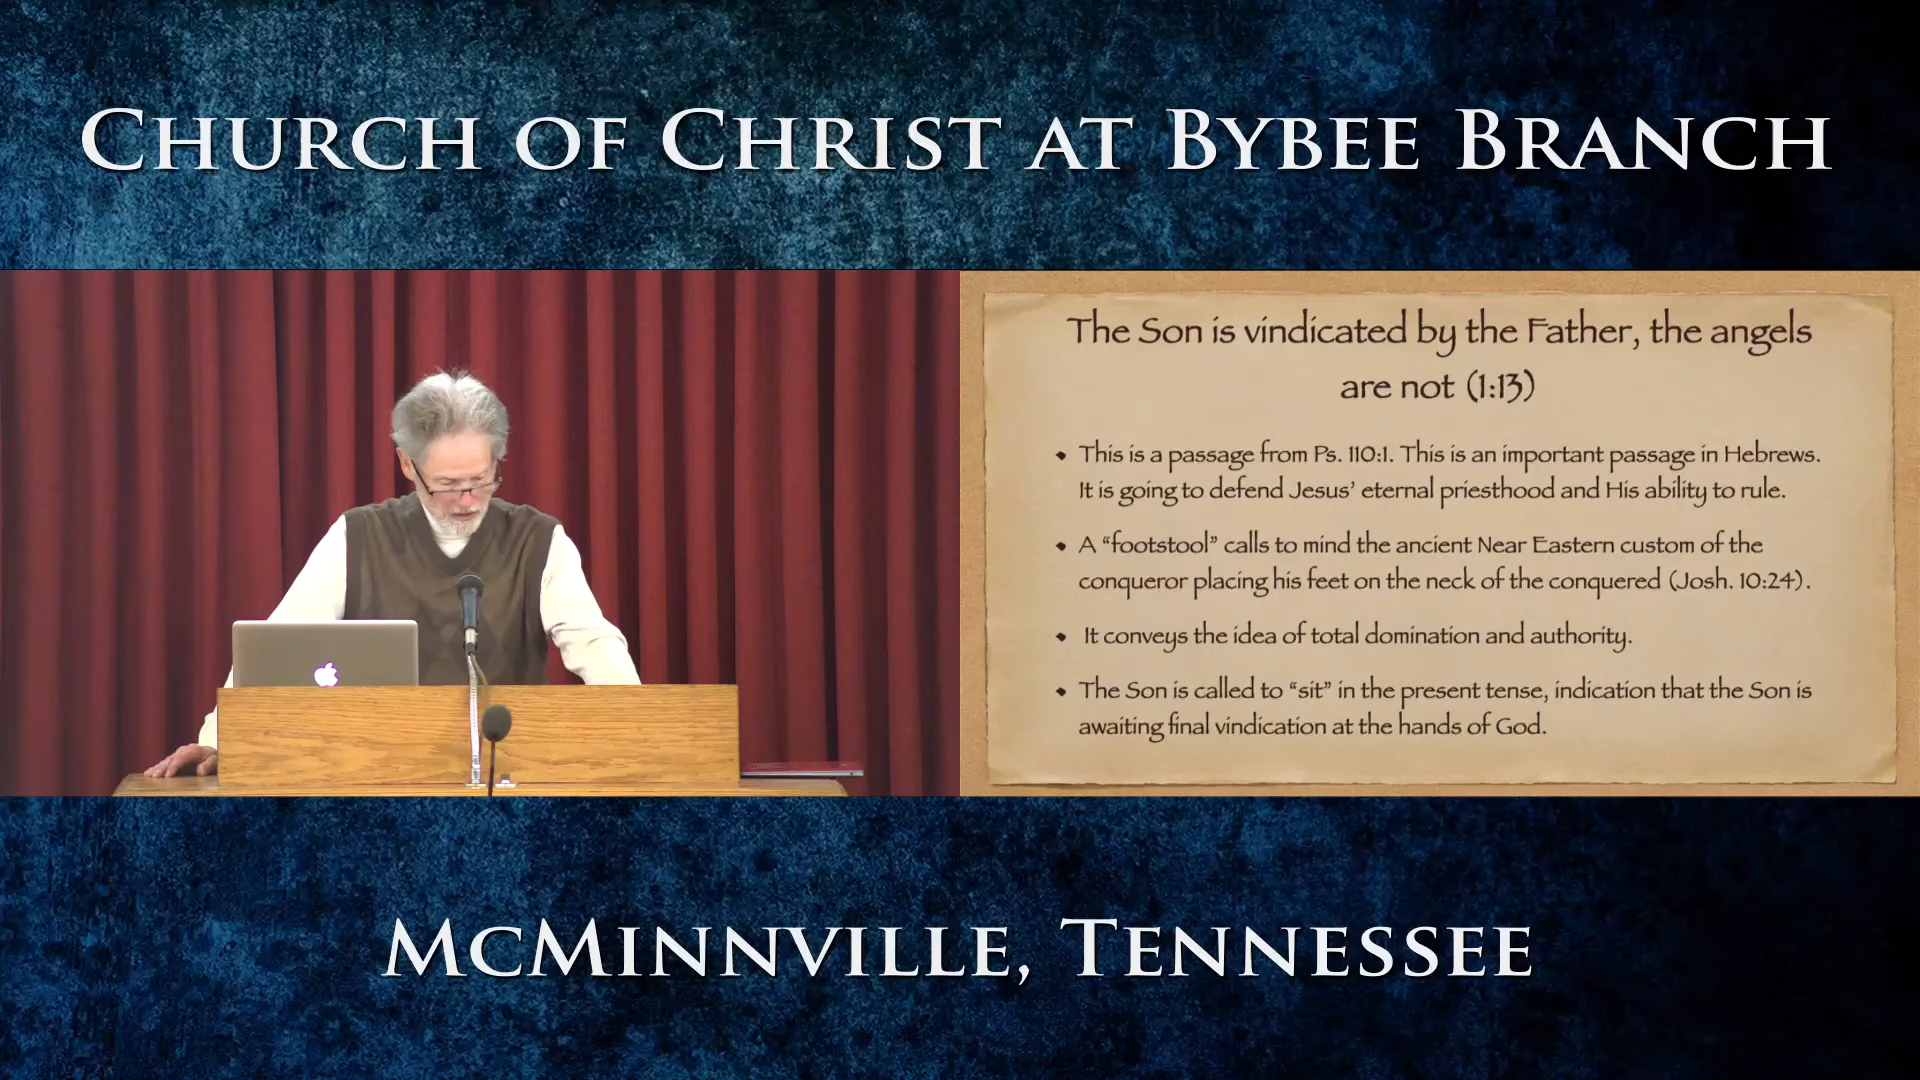 CHURCH OF CHRIST AT BYBEE BRANCH
The Son is vindicated by the Father, the angels
are not (1:13)
• This is a passage from Ps. 110:1. This is an important passage in Hebrews.
It is going to defend Jesus’ eternal priesthood and His ability to rule.
• A “footstool” calls to mind the ancient Near Eastern custom of the
conqueror placing his feet on the neck of the conquered (Josh. 10:24).
• It conveys the idea of total domination and authority.
• The Son is called to “sit” in the present tense, indication that the Son is
awaiting final vindication at the hands of God.
MCMINNVILLE, TENNESSEE